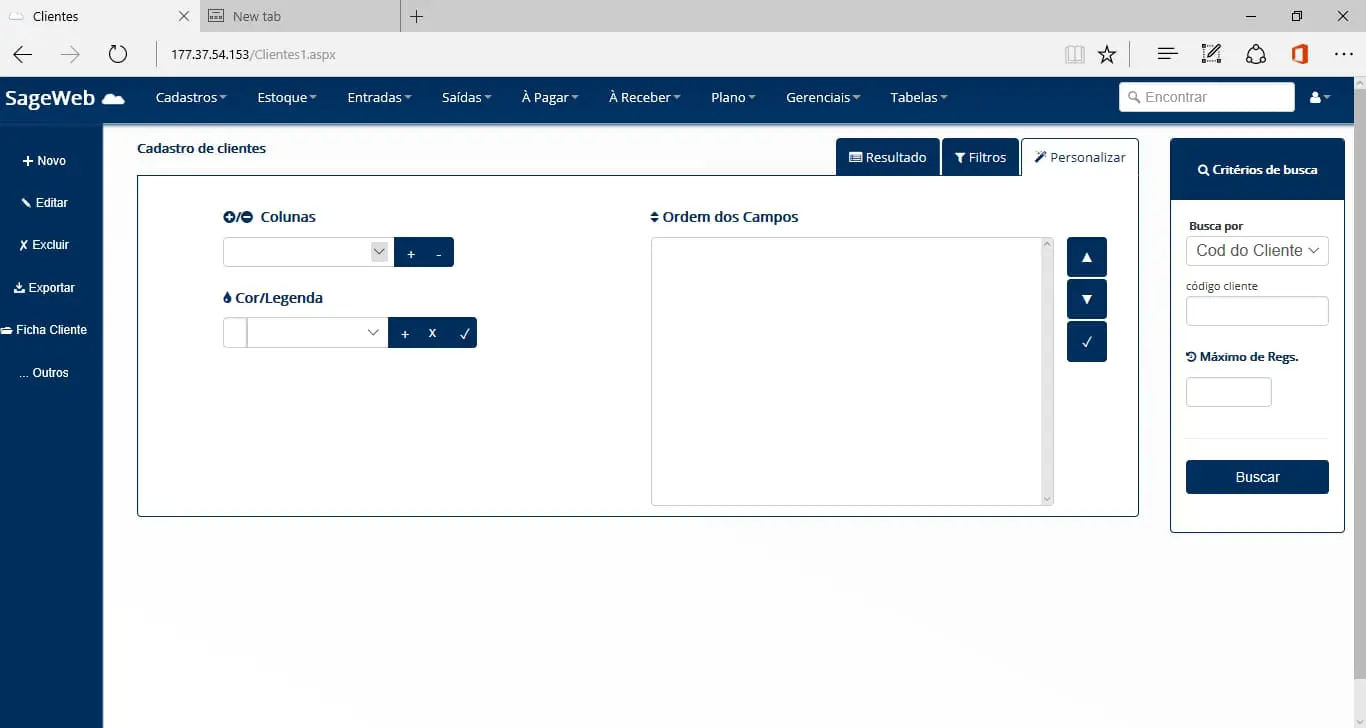 Clientes
New tab
177.37.54.153/Clientes1.aspx
SageWeb
Cadastros
Estoque
Entradas
Saídas
À Pagar
À Receber
Plano
Gerenciais
Tabelas
Encontrar
+ Novo
Editar
X Excluir
Exportar
Ficha Cliente
... Outros
Cadastro de clientes
Resultado
Filtros
Personalizar
+/- Colunas
+ -
Cor/Legenda
+ X ✓
Ordem dos Campos
▲
▼
✓
Critérios de busca
Busca por
Cod do Cliente
código cliente
Máximo de Regs.
Buscar